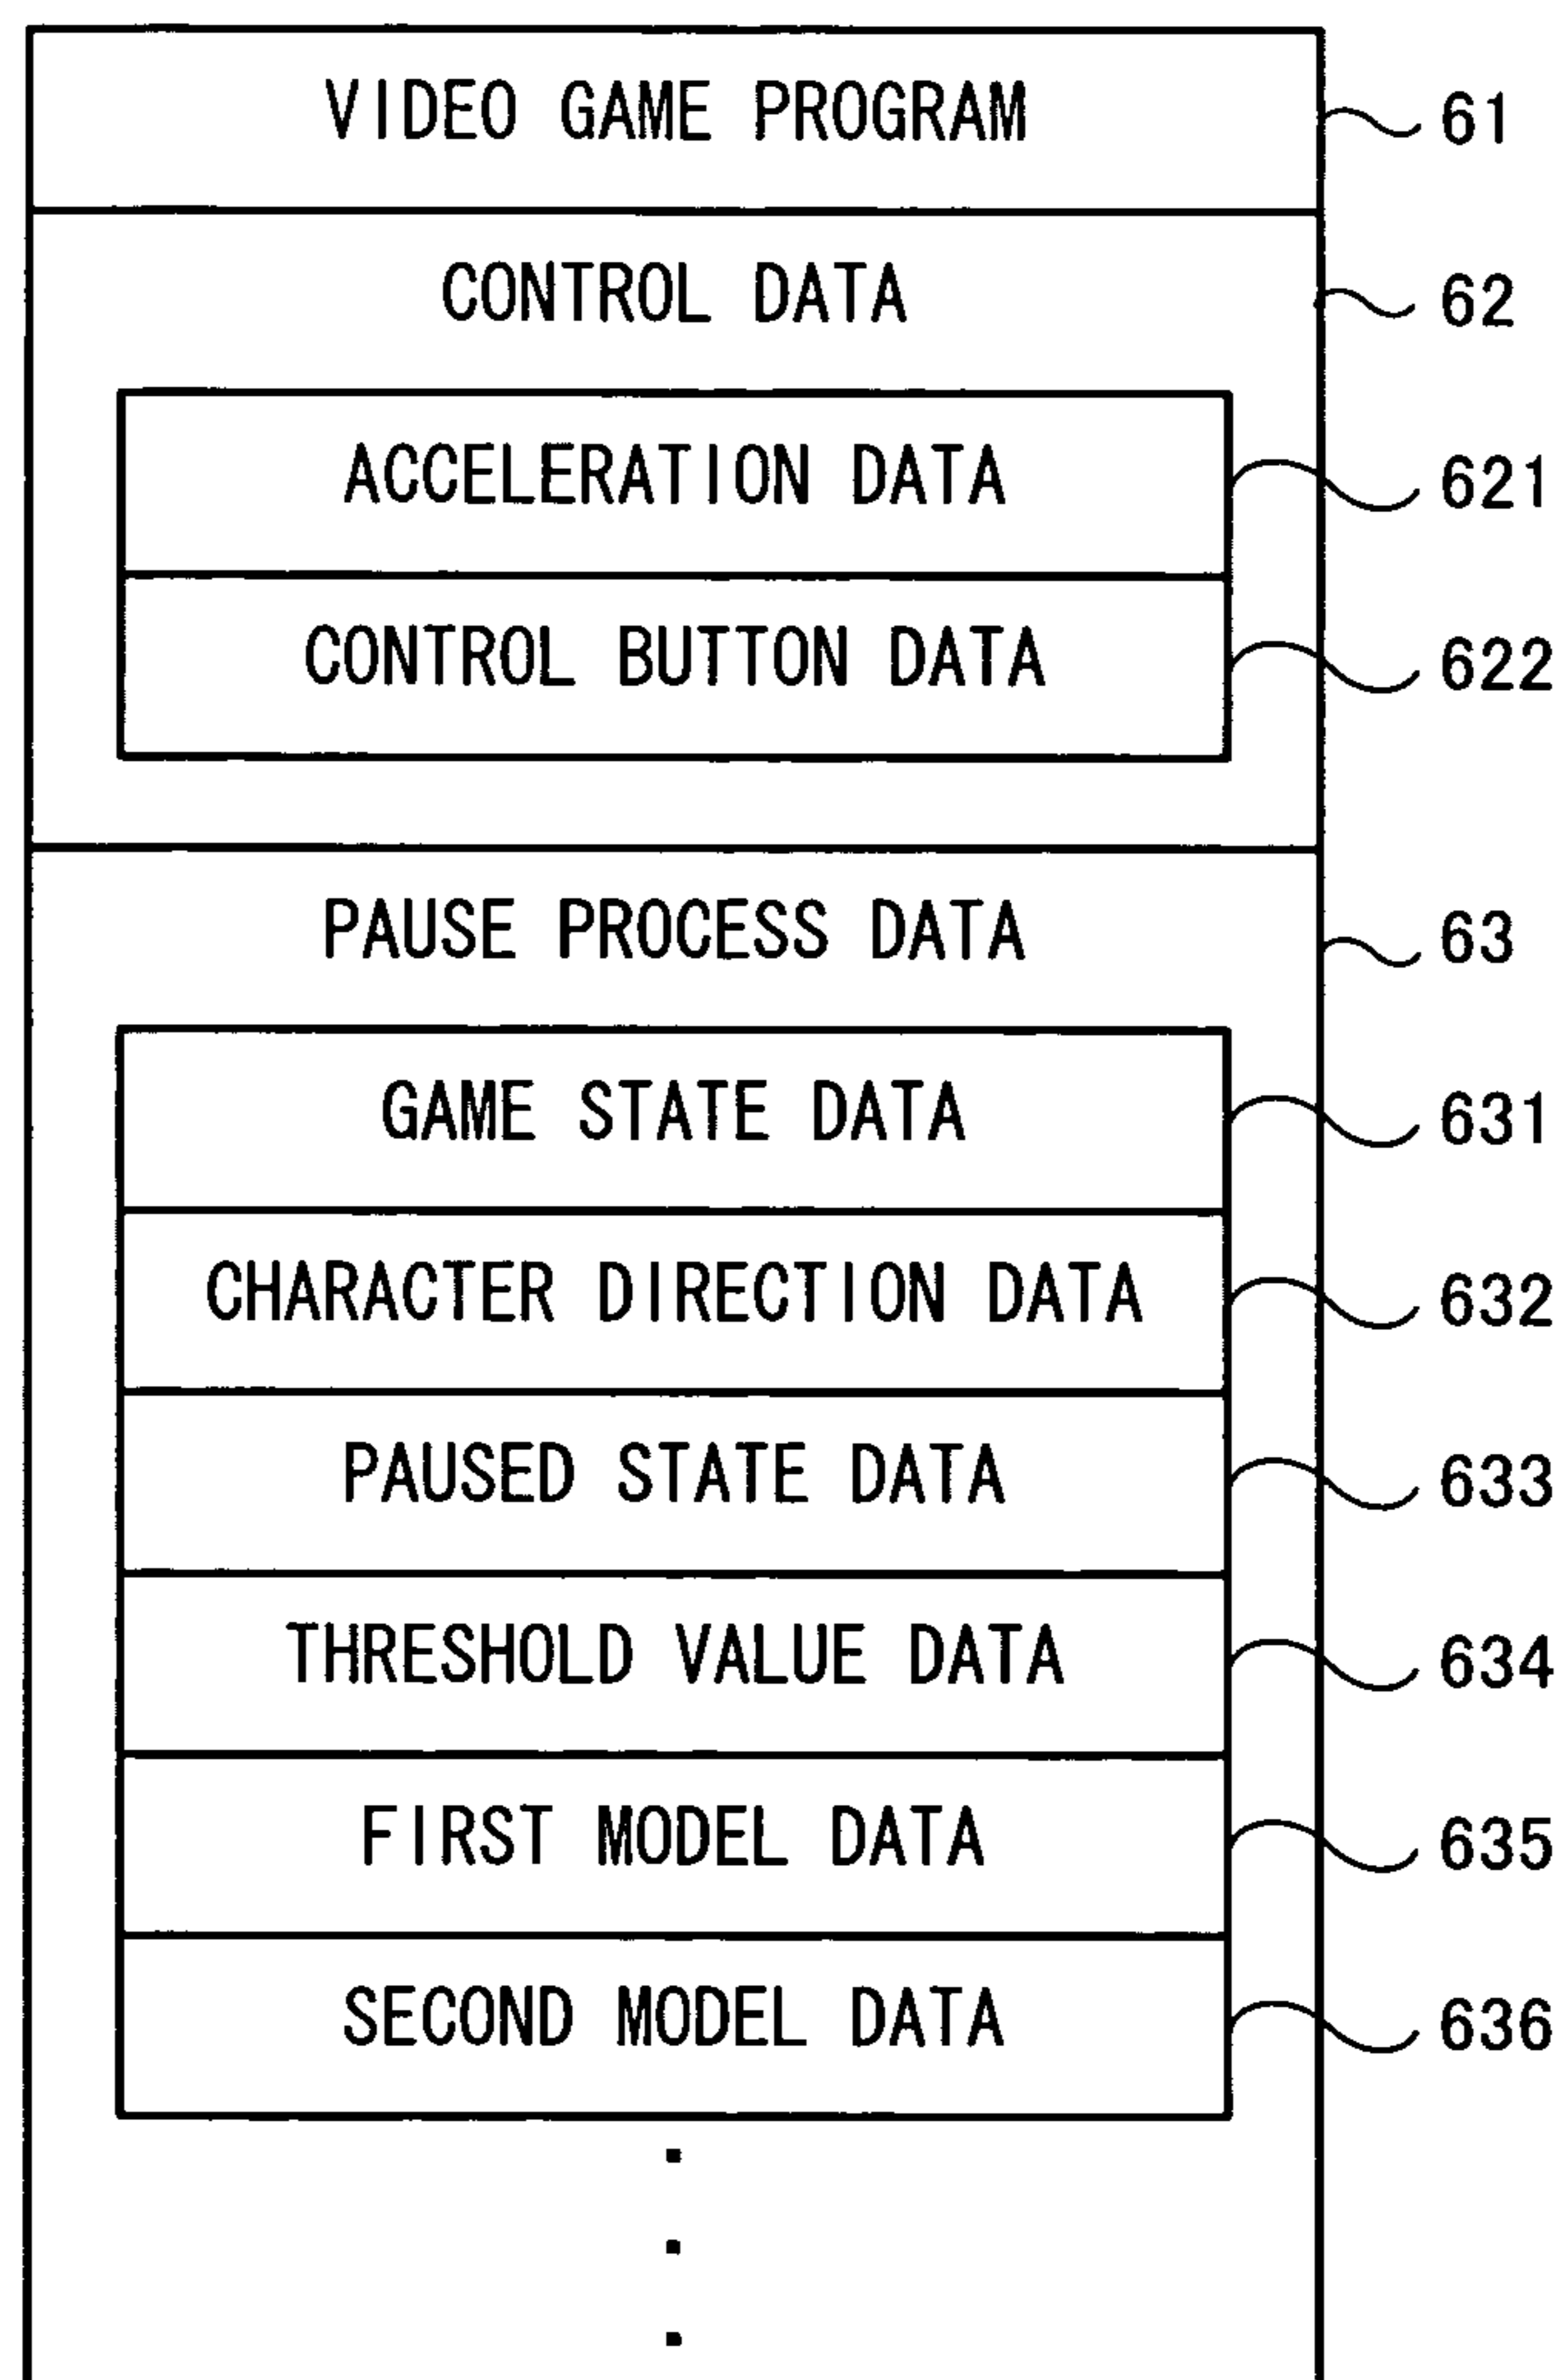 VIDEO GAME PROGRAM 61
CONTROL DATA 62
ACCELERATION DATA 621
CONTROL BUTTON DATA 622
PAUSE PROCESS DATA 63
GAME STATE DATA 631
CHARACTER DIRECTION DATA 632
PAUSED STATE DATA 633
THRESHOLD VALUE DATA 634
FIRST MODEL DATA 635
SECOND MODEL DATA 636